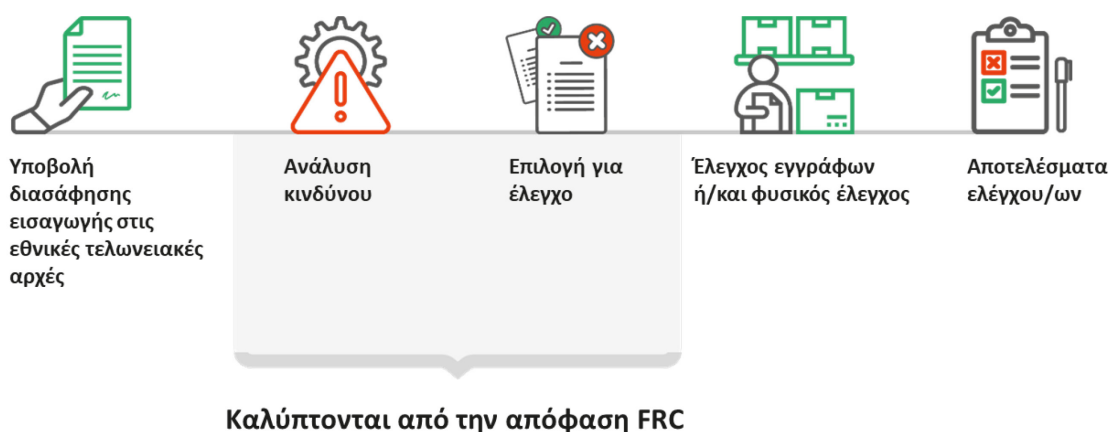 Υποβολή
διασάφησης
εισαγωγής στις
εθνικές τελωνειακές
αρχές
Ανάλυση
κινδύνου
Επιλογή για
έλεγχο
Έλεγχος εγγράφων
ή/και φυσικός έλεγχος
Αποτελέσματα
ελέγχου/ων
Καλύπτονται από την απόφαση FRC